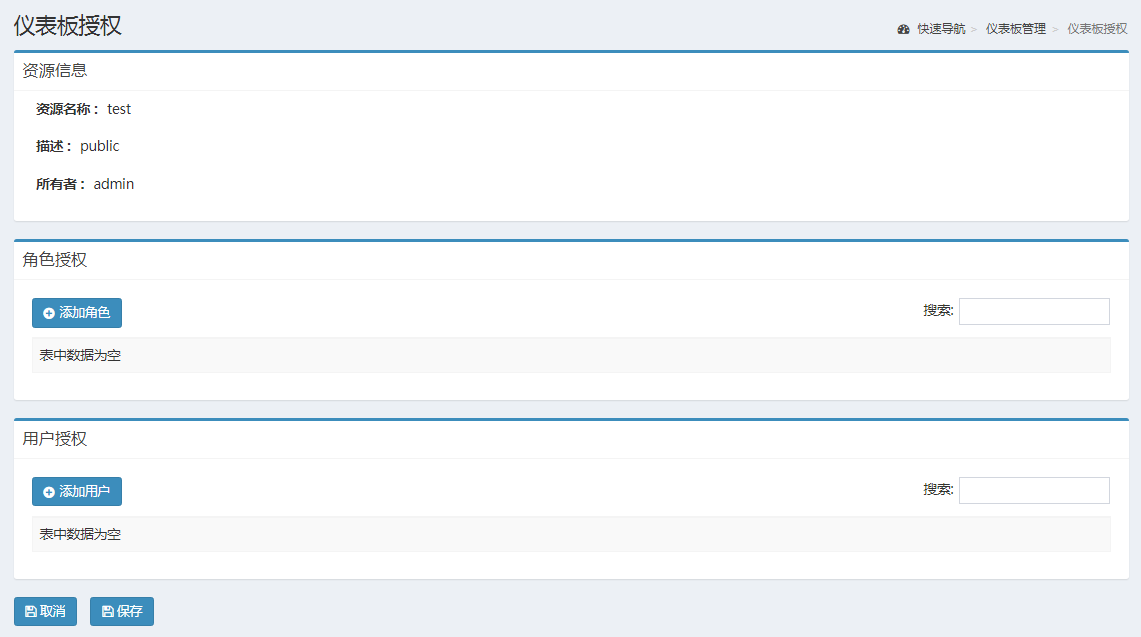 仪表板授权
快速导航 > 仪表板管理 > 仪表板授权
资源信息
资源名称： test
描述： public
所有者： admin
角色授权
添加角色
搜索:
表中数据为空
用户授权
添加用户
搜索:
表中数据为空
取消 保存